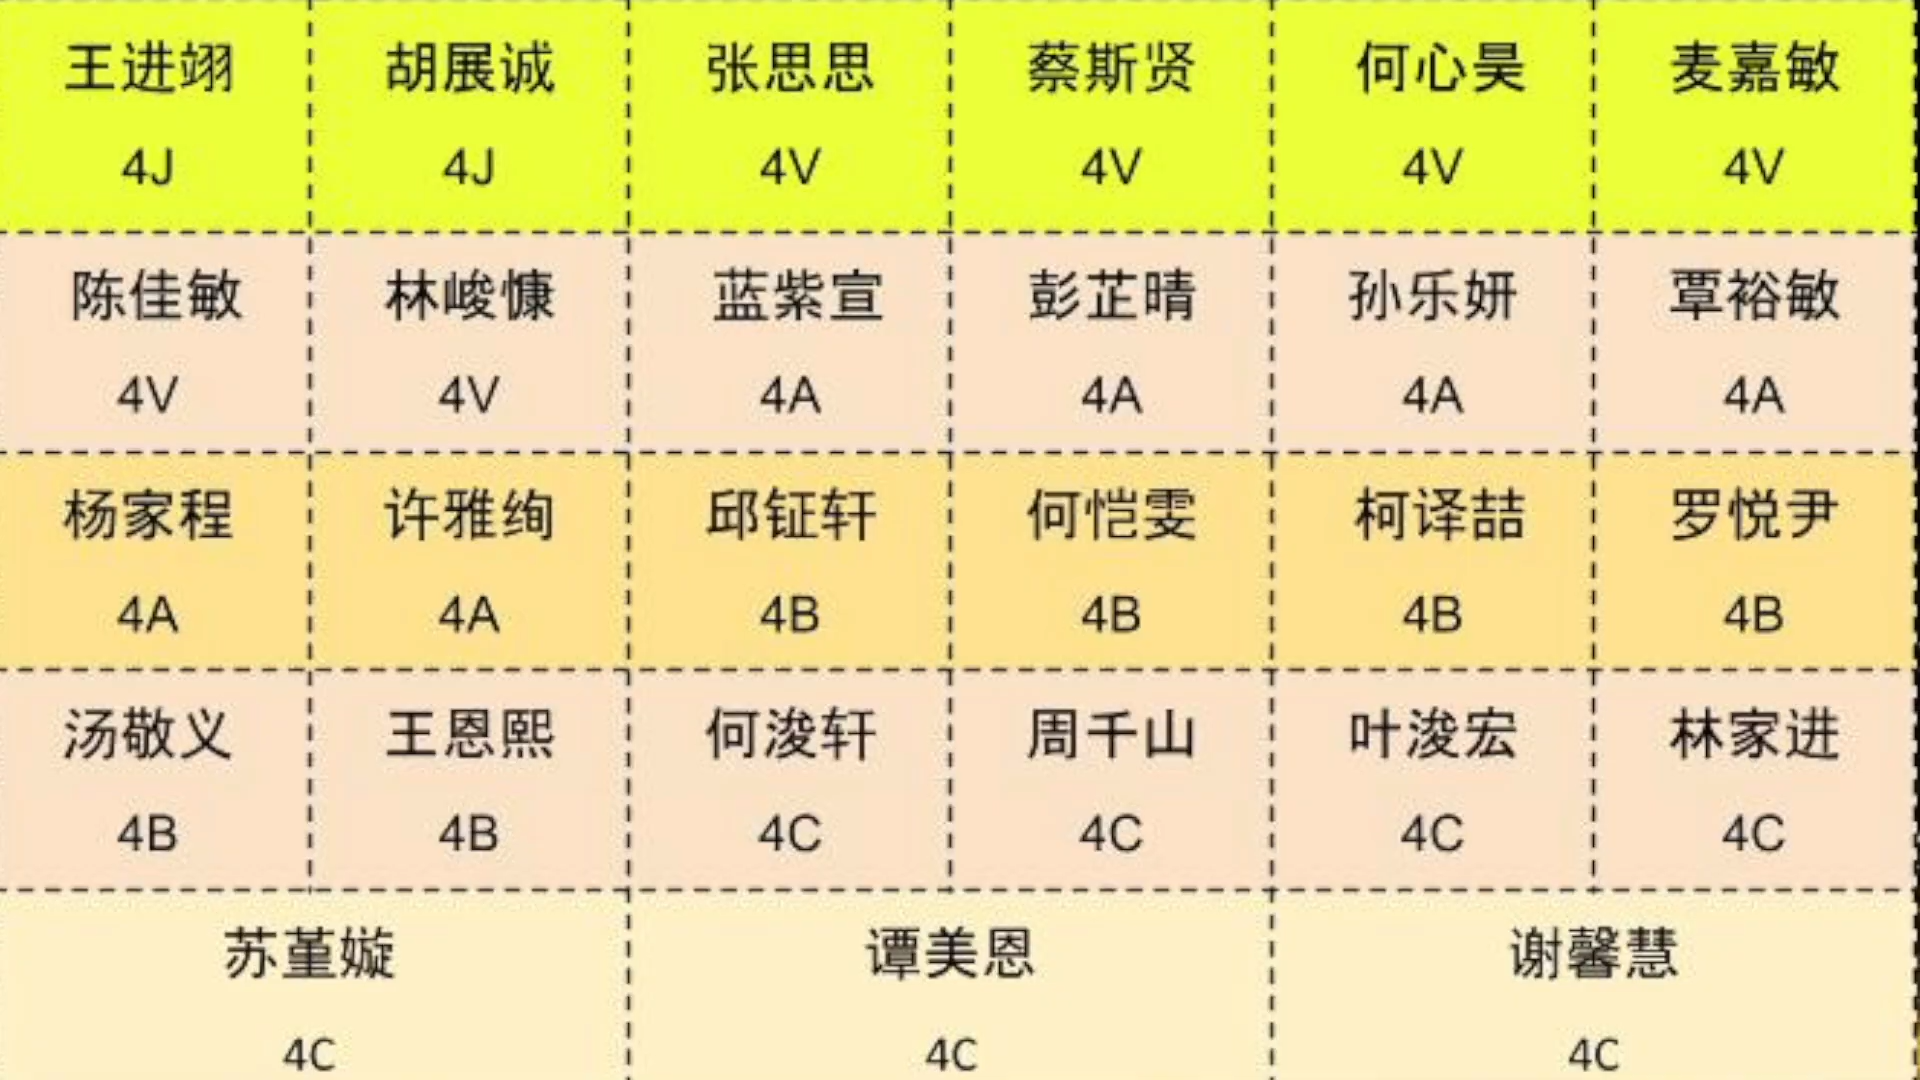 王进翊 胡展诚 张思思 蔡斯贤 何心昊 麦嘉敏
4J 4J 4V 4V 4V 4V
陈佳敏 林峻慷 蓝紫宣 彭芷晴 孙乐妍 覃裕敏
4V 4V 4A 4A 4A 4A
杨家程 许雅绚 邱钲轩 何恺雯 柯译喆 罗悦尹
4A 4A 4B 4B 4B 4B
汤敬义 王恩熙 何浚轩 周千山 叶浚宏 林家进
4B 4B 4C 4C 4C 4C
苏堇嫙 谭美恩 谢馨慧
4C 4C 4C